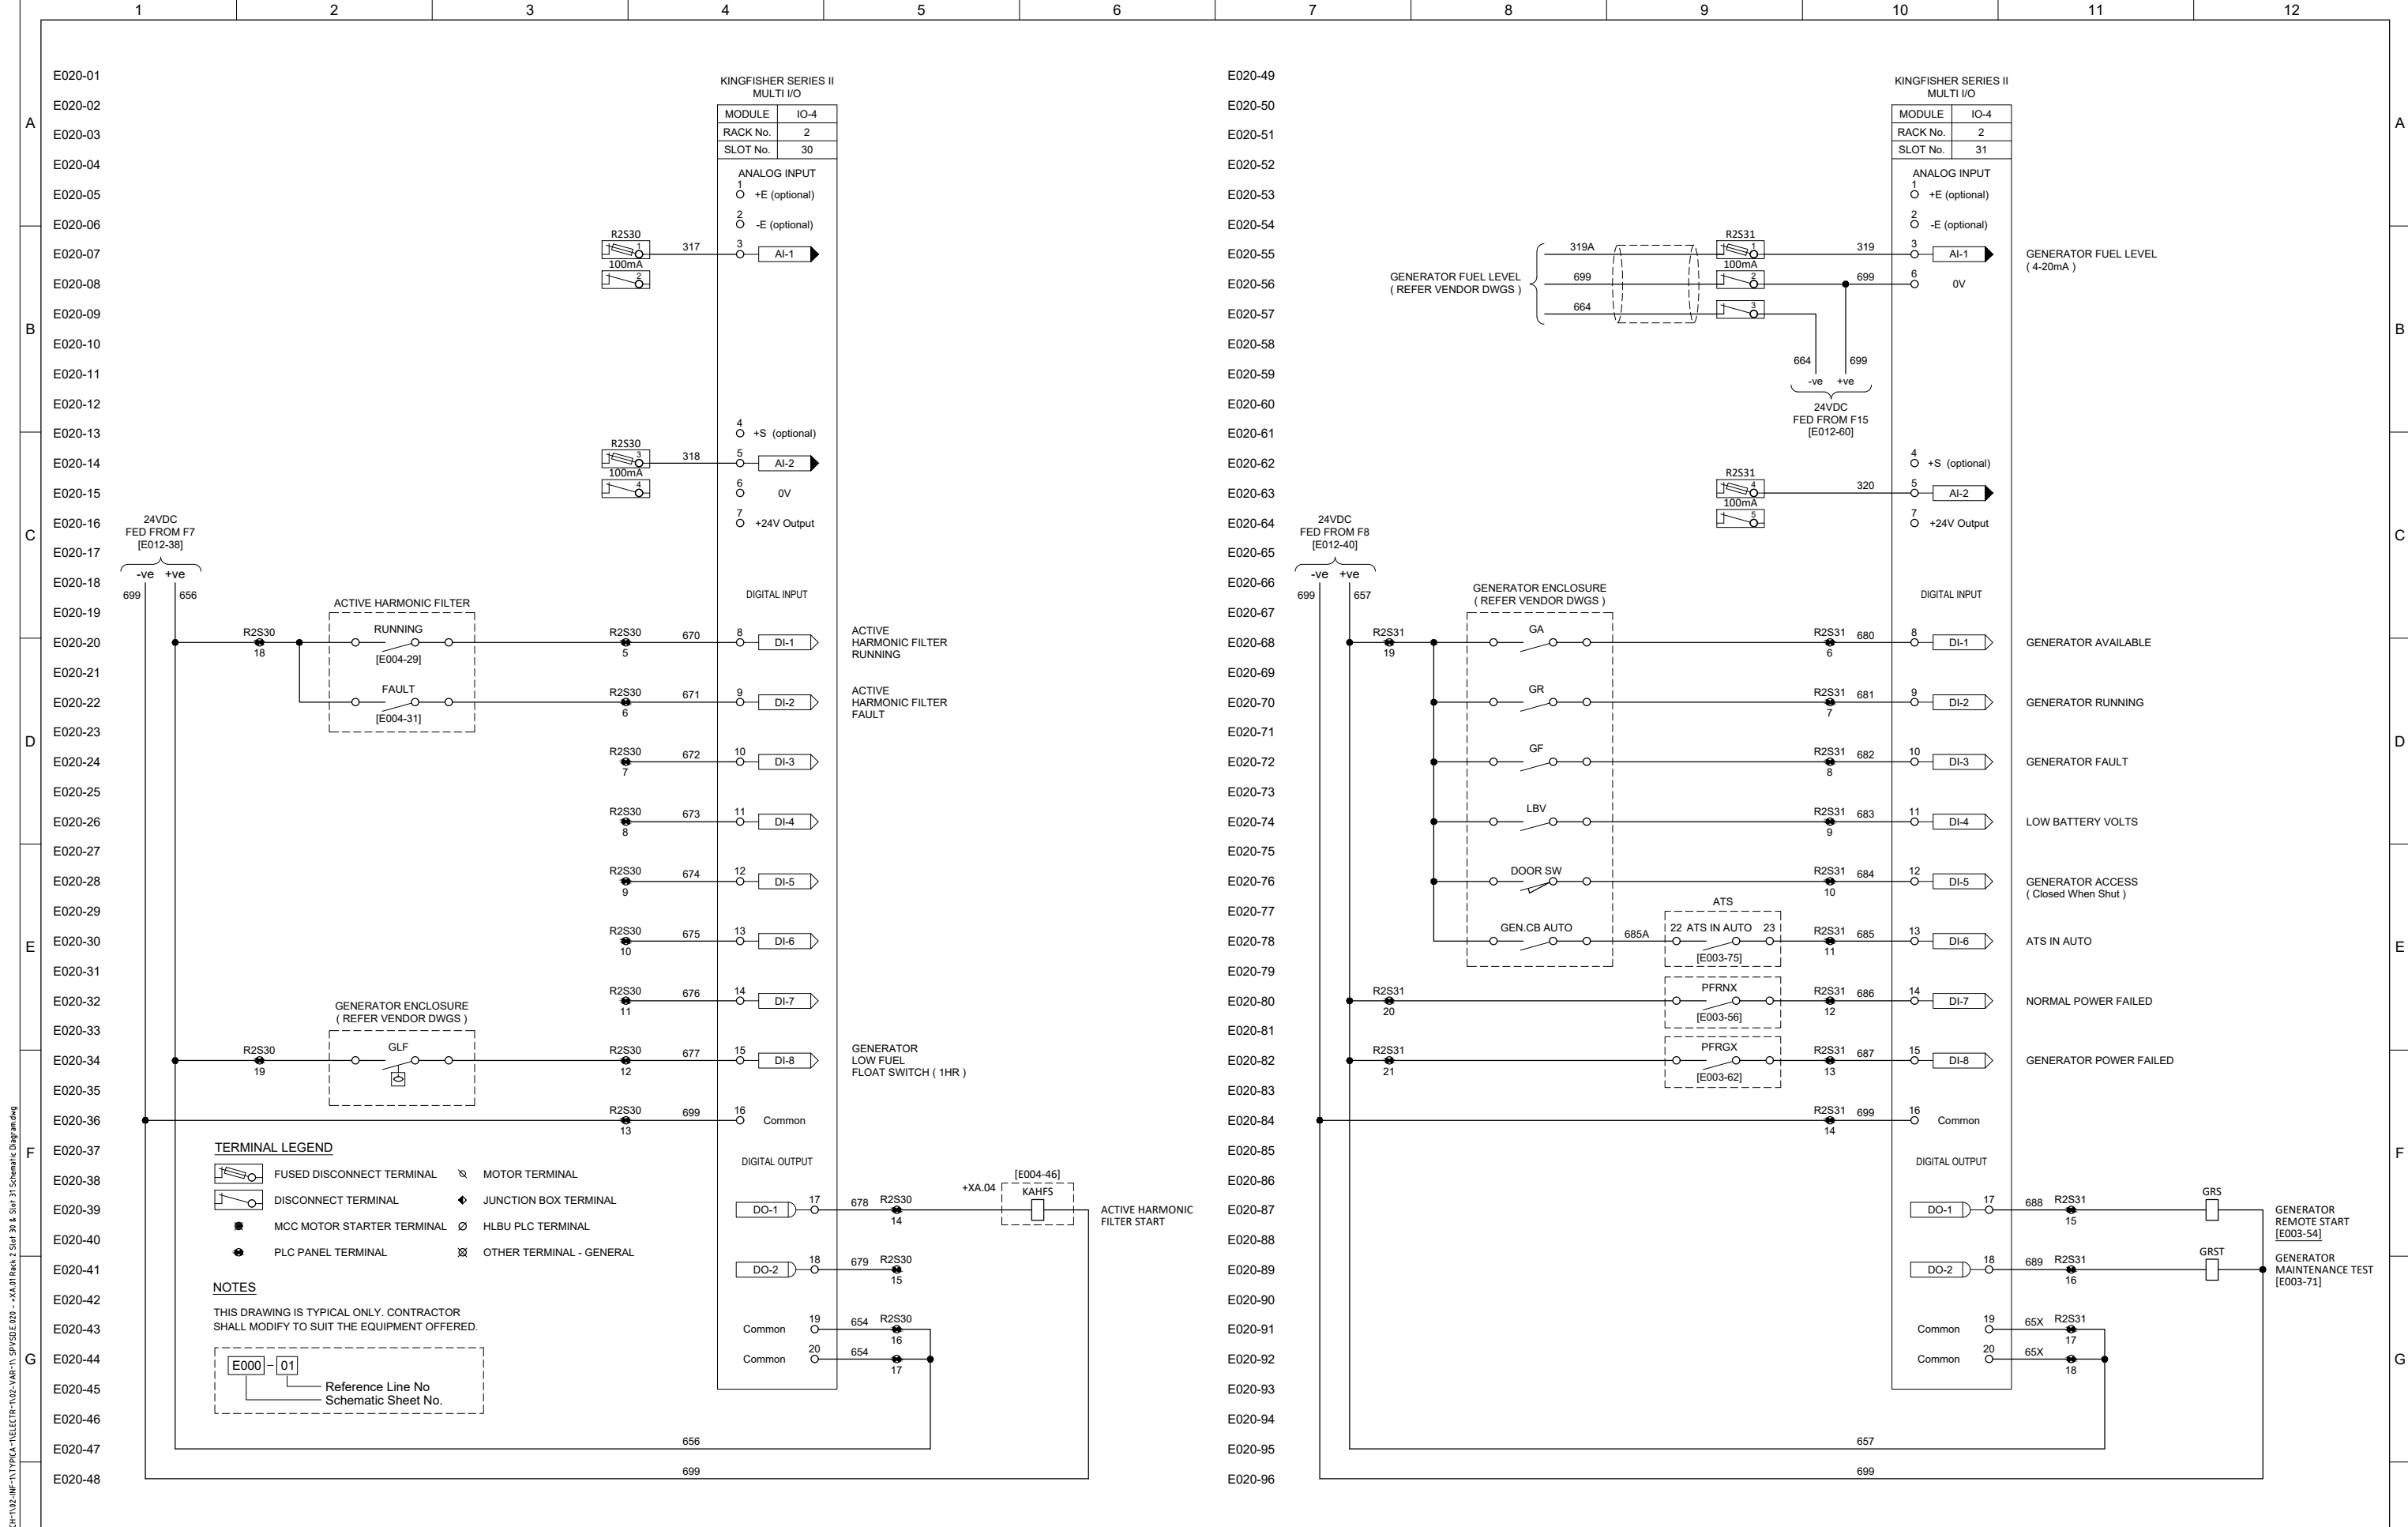 1 2 3 4 5 6 7 8 9 10 11 12
A
B
C
D
E
F
G
E020-01
E020-02
E020-03
E020-04
E020-05
E020-06
E020-07
E020-08
E020-09
E020-10
E020-11
E020-12
E020-13
E020-14
E020-15
E020-16
E020-17
E020-18
E020-19
E020-20
E020-21
E020-22
E020-23
E020-24
E020-25
E020-26
E020-27
E020-28
E020-29
E020-30
E020-31
E020-32
E020-33
E020-34
E020-35
E020-36
E020-37
E020-38
E020-39
E020-40
E020-41
E020-42
E020-43
E020-44
E020-45
E020-46
E020-47
E020-48
KINGFISHER SERIES II
MULTI I/O
MODULE IO-4
RACK No. 2
SLOT No. 30
ANALOG INPUT
1 +E (optional)
2 -E (optional)
R2S30 1 317 3 AI-1
100mA
2
4 +S (optional)
R2S30 3 318 5 AI-2
100mA
4 6 0V
7 +24V Output
24VDC
FED FROM F7
[E012-38]
-ve +ve
699 656
DIGITAL INPUT
ACTIVE HARMONIC FILTER
R2S30 18 RUNNING [E004-29] R2S30 5 670 8 DI-1
ACTIVE
HARMONIC FILTER
RUNNING
FAULT [E004-31] R2S30 6 671 9 DI-2
ACTIVE
HARMONIC FILTER
FAULT
R2S30 7 672 10 DI-3
R2S30 8 673 11 DI-4
R2S30 9 674 12 DI-5
R2S30 10 675 13 DI-6
R2S30 11 676 14 DI-7
GENERATOR ENCLOSURE
( REFER VENDOR DWGS )
R2S30 19 GLF R2S30 12 677 15 DI-8
GENERATOR
LOW FUEL
FLOAT SWITCH ( 1HR )
R2S30 13 699 16 Common
DIGITAL OUTPUT
DO-1 17 678 R2S30 14 +XA.04 [E004-46] KAHFS
ACTIVE HARMONIC
FILTER START
DO-2 18 679 R2S30 15
Common 19 654 R2S30 16
Common 20 654 17
656
699
TERMINAL LEGEND
FUSED DISCONNECT TERMINAL MOTOR TERMINAL
DISCONNECT TERMINAL JUNCTION BOX TERMINAL
MCC MOTOR STARTER TERMINAL HLBU PLC TERMINAL
PLC PANEL TERMINAL OTHER TERMINAL - GENERAL
NOTES
THIS DRAWING IS TYPICAL ONLY. CONTRACTOR
SHALL MODIFY TO SUIT THE EQUIPMENT OFFERED.
E000 - 01
Reference Line No
Schematic Sheet No.
E020-49
E020-50
E020-51
E020-52
E020-53
E020-54
E020-55
E020-56
E020-57
E020-58
E020-59
E020-60
E020-61
E020-62
E020-63
E020-64
E020-65
E020-66
E020-67
E020-68
E020-69
E020-70
E020-71
E020-72
E020-73
E020-74
E020-75
E020-76
E020-77
E020-78
E020-79
E020-80
E020-81
E020-82
E020-83
E020-84
E020-85
E020-86
E020-87
E020-88
E020-89
E020-90
E020-91
E020-92
E020-93
E020-94
E020-95
E020-96
KINGFISHER SERIES II
MULTI I/O
MODULE IO-4
RACK No. 2
SLOT No. 31
ANALOG INPUT
1 +E (optional)
2 -E (optional)
GENERATOR FUEL LEVEL
( REFER VENDOR DWGS )
319A R2S31 1 319 3 AI-1
GENERATOR FUEL LEVEL
( 4-20mA )
100mA
699 2 699 6 0V
664 3
664 699
-ve +ve
24VDC
FED FROM F15
[E012-60]
4 +S (optional)
R2S31 4 320 5 AI-2
100mA
5 7 +24V Output
24VDC
FED FROM F8
[E012-40]
-ve +ve
699 657
DIGITAL INPUT
GENERATOR ENCLOSURE
( REFER VENDOR DWGS )
R2S31 19 GA R2S31 6 680 8 DI-1 GENERATOR AVAILABLE
GR R2S31 7 681 9 DI-2 GENERATOR RUNNING
GF R2S31 8 682 10 DI-3 GENERATOR FAULT
LBV R2S31 9 683 11 DI-4 LOW BATTERY VOLTS
DOOR SW R2S31 10 684 12 DI-5 GENERATOR ACCESS
( Closed When Shut )
ATS
GEN.CB AUTO 685A 22 ATS IN AUTO 23 [E003-75] R2S31 11 685 13 DI-6 ATS IN AUTO
R2S31 20 PFRNX [E003-56] R2S31 12 686 14 DI-7 NORMAL POWER FAILED
R2S31 21 PFRGX [E003-62] R2S31 13 687 15 DI-8 GENERATOR POWER FAILED
R2S31 14 699 16 Common
DIGITAL OUTPUT
DO-1 17 688 R2S31 15 GRS
GENERATOR
REMOTE START
[E003-54]
DO-2 18 689 R2S31 16 GRST
GENERATOR
MAINTENANCE TEST
[E003-71]
Common 19 65X R2S31 17
Common 20 65X 18
657
699
A
B
C
D
E
F
G